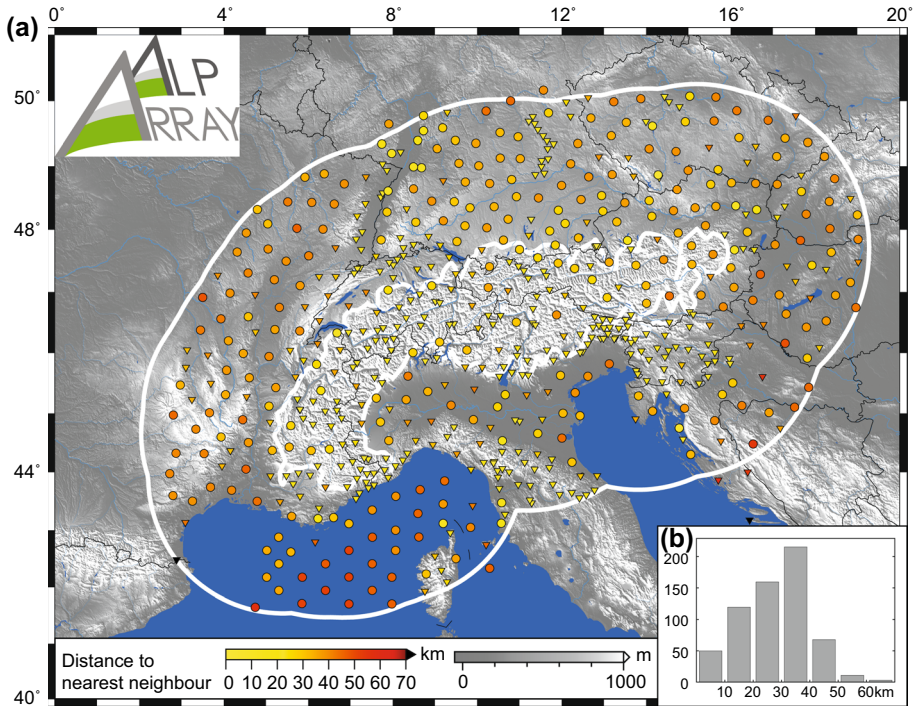 (a)
0° 4° 8° 12° 16° 20°
ALP
ARRAY
50°
48°
46°
44°
42°
40°
Distance to
nearest neighbour
km
0 10 20 30 40 50 60 70
m
0 1000
(b)
200
150
100
50
0
10 20 30 40 50 60km